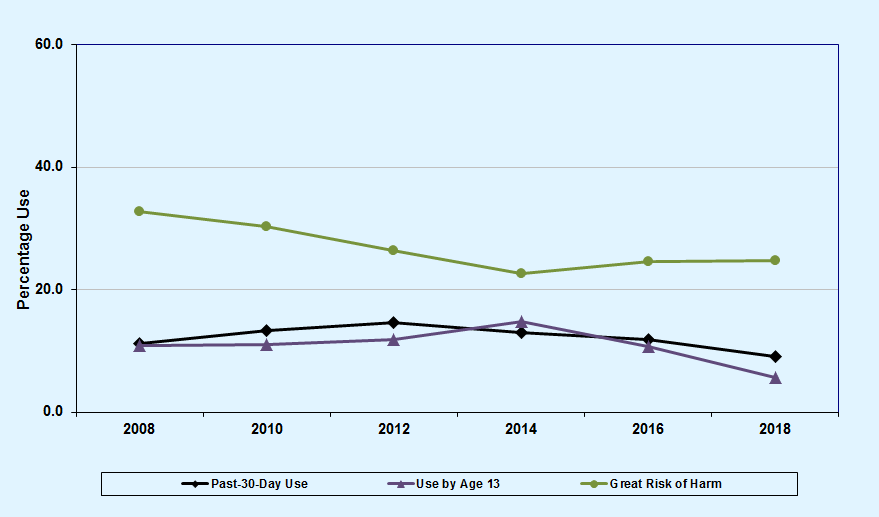 60.0
40.0
20.0
0.0
Percentage Use
2008 2010 2012 2014 2016 2018
Past-30-Day Use Use by Age 13 Great Risk of Harm